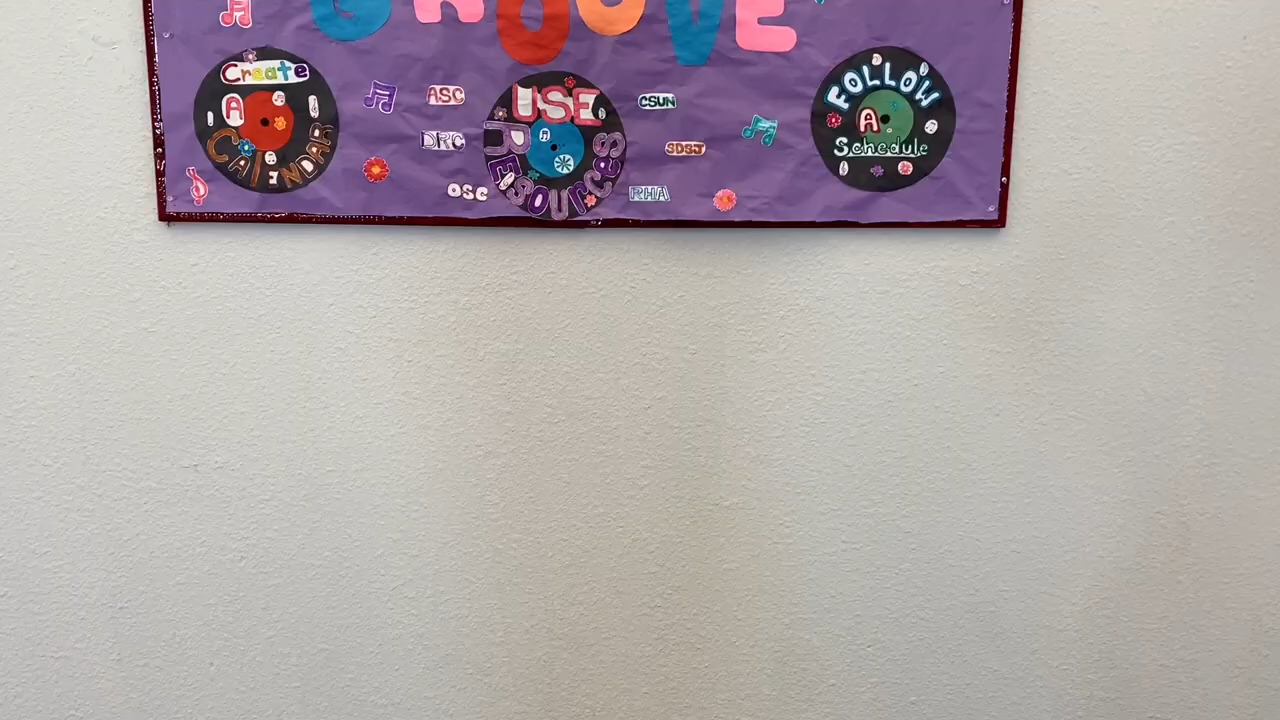 GROOVE
Create
A
CALENDAR
ASC
DRC
OSC
USE
Resources
CSUN
SDSJ
RHA
FOLLOW
A
Schedule